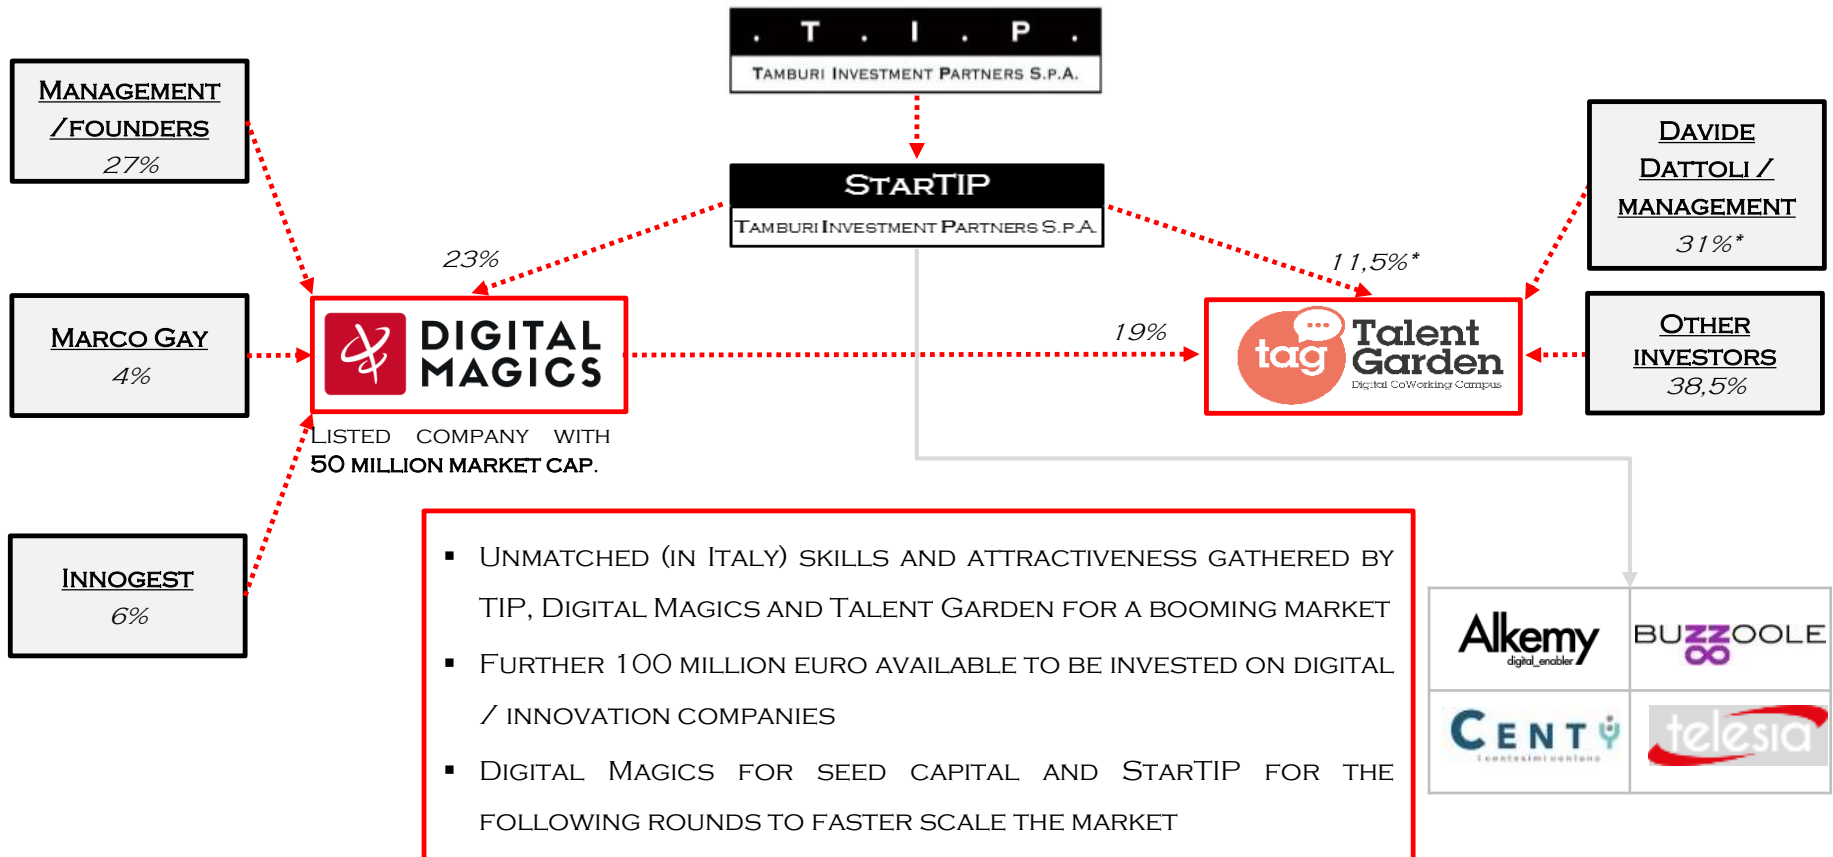 . T . I . P .
TAMBURI INVESTMENT PARTNERS S.P.A.
MANAGEMENT
/FOUNDERS
27%
STARTIP
TAMBURI INVESTMENT PARTNERS S.P.A.
DAVIDE
DATTOLI /
MANAGEMENT
31%*
23%
11,5%*
MARCO GAY
4%
DIGITAL
MAGICS
19%
tag
Talent
Garden
Digital CoWorking Campus
OTHER
INVESTORS
38,5%
LISTED COMPANY WITH
50 MILLION MARKET CAP.
INNOGEST
6%
▪ UNMATCHED (IN ITALY) SKILLS AND ATTRACTIVENESS GATHERED BY
TIP, DIGITAL MAGICS AND TALENT GARDEN FOR A BOOMING MARKET
▪ FURTHER 100 MILLION EURO AVAILABLE TO BE INVESTED ON DIGITAL
/ INNOVATION COMPANIES
▪ DIGITAL MAGICS FOR SEED CAPITAL AND STARTIP FOR THE
FOLLOWING ROUNDS TO FASTER SCALE THE MARKET
Alkemy
digital_enabler
BUZZOOLE
CENTY
I centesimi contano
telesia